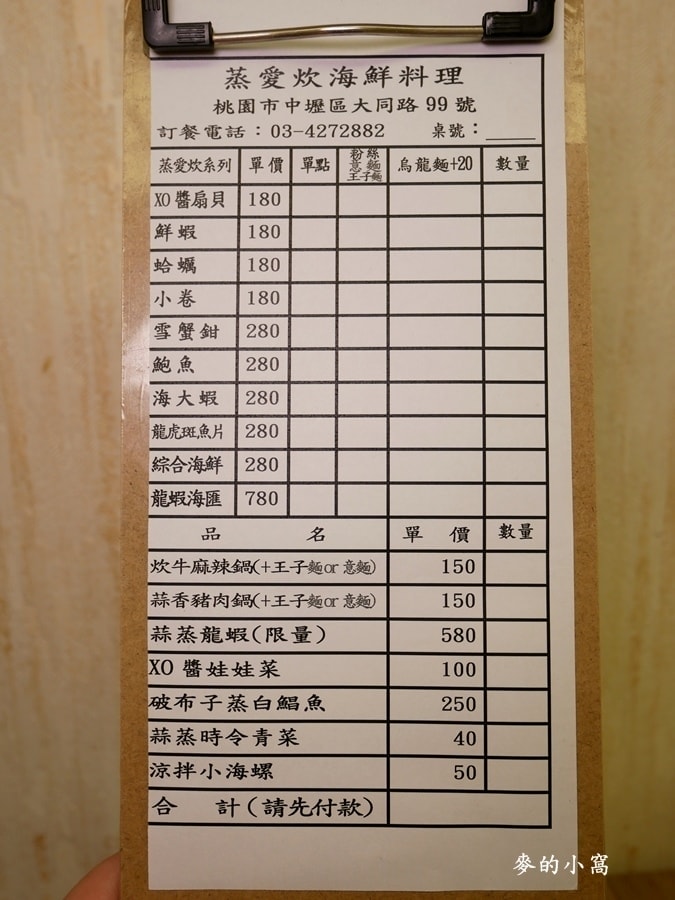 蒸愛炊海鮮料理
桃園市中壢區大同路 99 號
訂餐電話：03-4272882 桌號：
蒸愛炊系列 單價 單點 粉絲 意麵 王子麵 烏龍麵+20 數量
XO醬扇貝 180
鮮蝦 180
蛤蠣 180
小卷 180
雪蟹鉗 280
鮑魚 280
海大蝦 280
龍虎斑魚片 280
綜合海鮮 280
龍蝦海匯 780
品名 單價 數量
炊牛麻辣鍋(+王子麵or意麵) 150
蒜香豬肉鍋(+王子麵or意麵) 150
蒜蒸龍蝦(限量) 580
XO醬娃娃菜 100
破布子蒸白鯧魚 250
蒜蒸時令青菜 40
涼拌小海螺 50
合計(請先付款)
麥的小窩